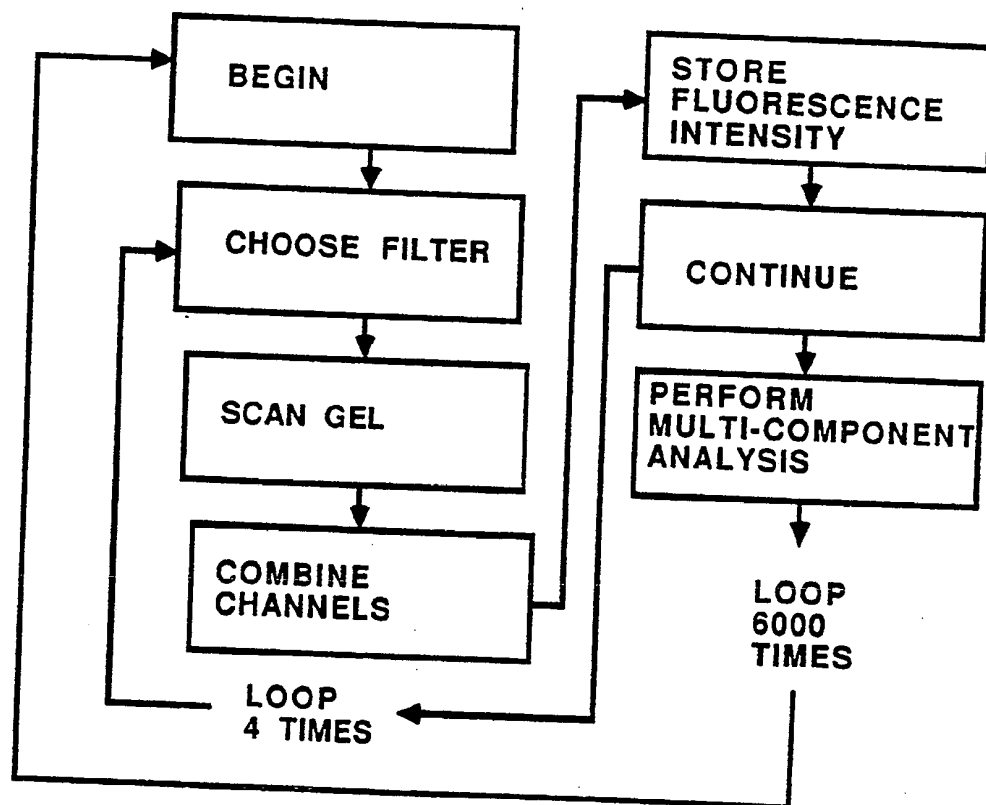 BEGIN
CHOOSE FILTER
SCAN GEL
COMBINE
CHANNELS
LOOP
4 TIMES
STORE
FLUORESCENCE
INTENSITY
CONTINUE
PERFORM
MULTI-COMPONENT
ANALYSIS
LOOP
6000
TIMES